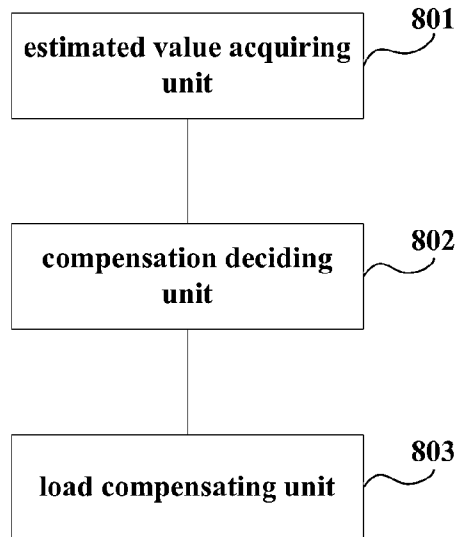 801
estimated value acquiring
unit
802
compensation deciding
unit
803
load compensating unit